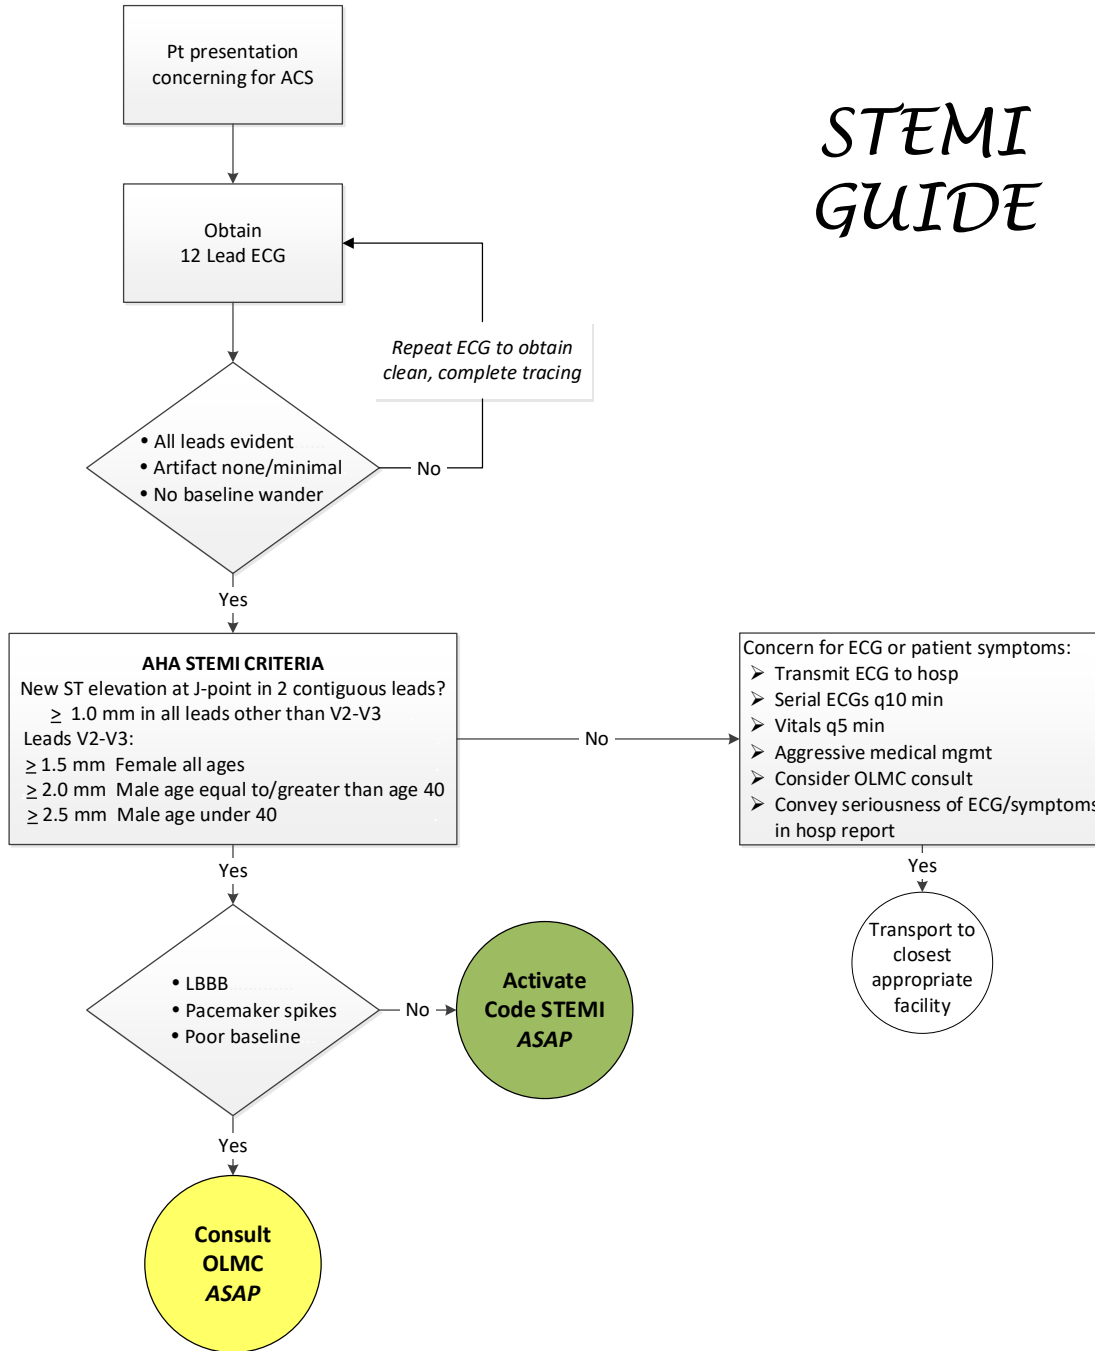 Pt presentation
concerning for ACS
STEMI
GUIDE
Obtain
12 Lead ECG
Repeat ECG to obtain
clean, complete tracing
• All leads evident
• Artifact none/minimal
• No baseline wander
No
Yes
AHA STEMI CRITERIA
New ST elevation at J-point in 2 contiguous leads?
≥ 1.0 mm in all leads other than V2-V3
Leads V2-V3:
≥ 1.5 mm Female all ages
≥ 2.0 mm Male age equal to/greater than age 40
≥ 2.5 mm Male age under 40
No
Concern for ECG or patient symptoms:
➢ Transmit ECG to hosp
➢ Serial ECGs q10 min
➢ Vitals q5 min
➢ Aggressive medical mgmt
➢ Consider OLMC consult
➢ Convey seriousness of ECG/symptoms
in hosp report
Yes
Transport to
closest
appropriate
facility
Yes
• LBBB
• Pacemaker spikes
• Poor baseline
No
Activate
Code STEMI
ASAP
Yes
Consult
OLMC
ASAP